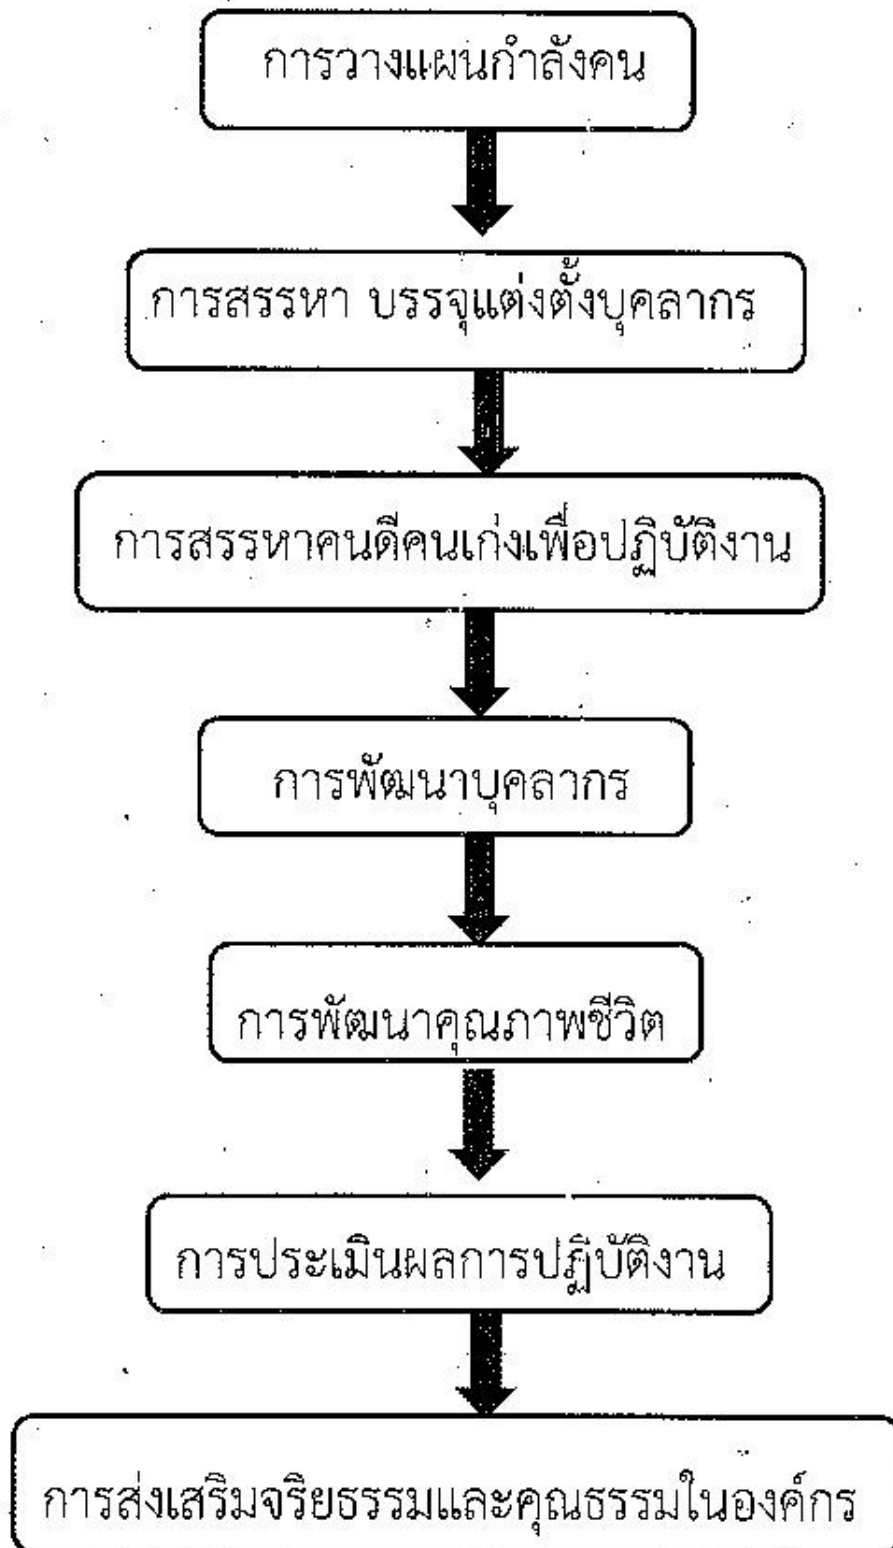 การวางแผนกำลังคน
การสรรหา บรรจุแต่งตั้งบุคลากร
การสรรหาคนดีคนเก่งเพื่อปฏิบัติงาน
การพัฒนาบุคลากร
การพัฒนาคุณภาพชีวิต
การประเมินผลการปฏิบัติงาน
การส่งเสริมจริยธรรมและคุณธรรมในองค์กร